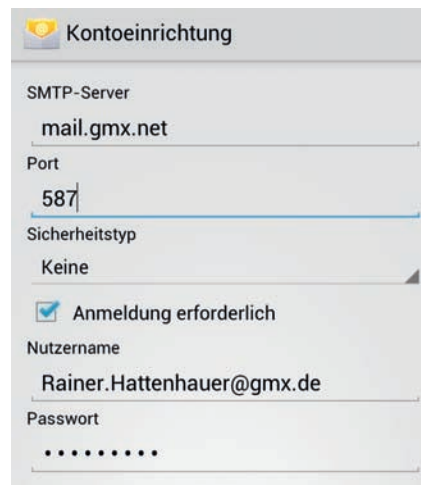 Kontoeinrichtung
SMTP-Server
mail.gmx.net
Port
587
Sicherheitstyp
Keine
Anmeldung erforderlich
Nutzername
Rainer.Hattenhauer@gmx.de
Passwort
•••••••••